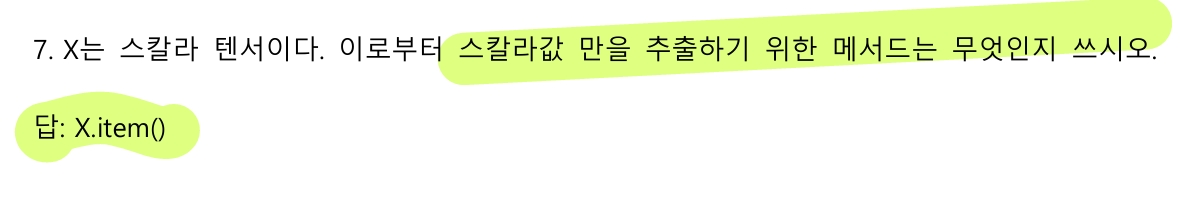 7. X는 스칼라 텐서이다. 이로부터 스칼라값 만을 추출하기 위한 메서드는 무엇인지 쓰시오.
답: X.item()